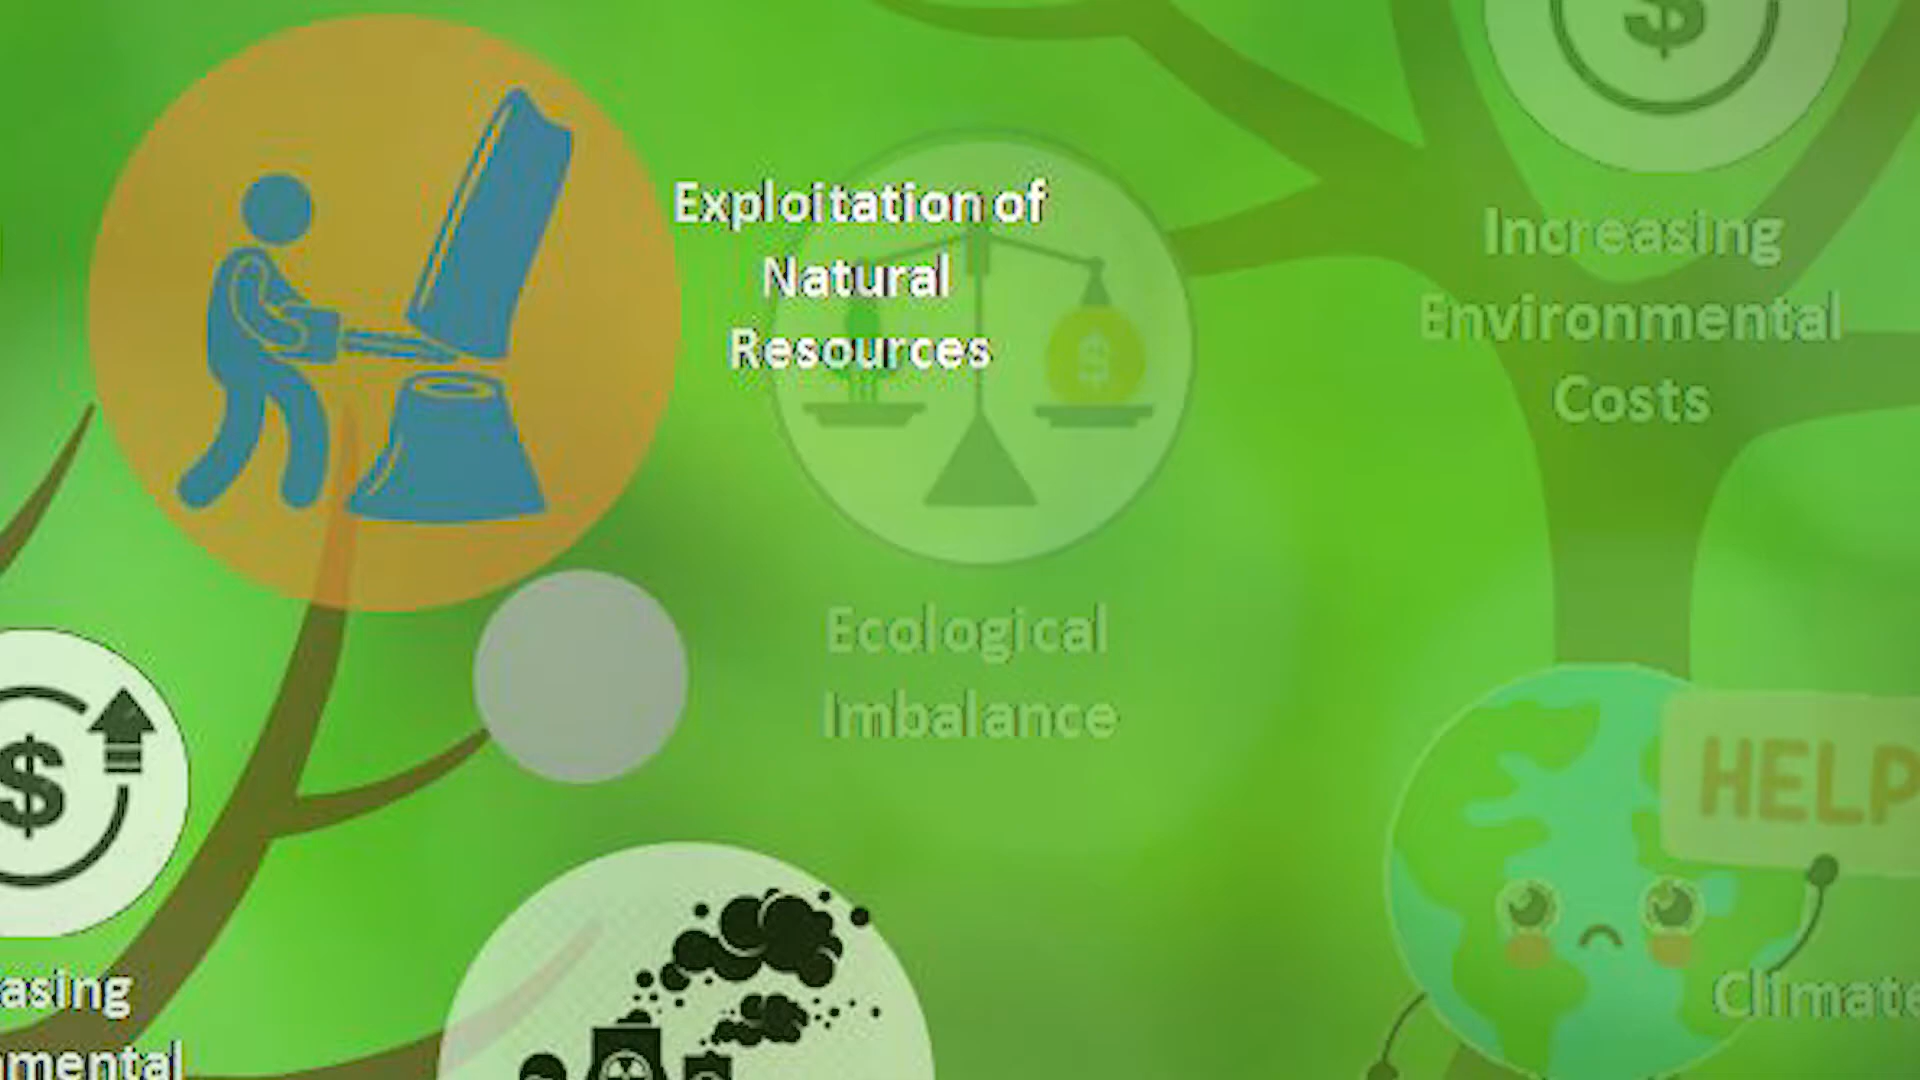 Exploitation of
Natural
Resources
$
$
Increasing
Environmental
Costs
Ecological
Imbalance
HELP
Climate
$
asing
mental